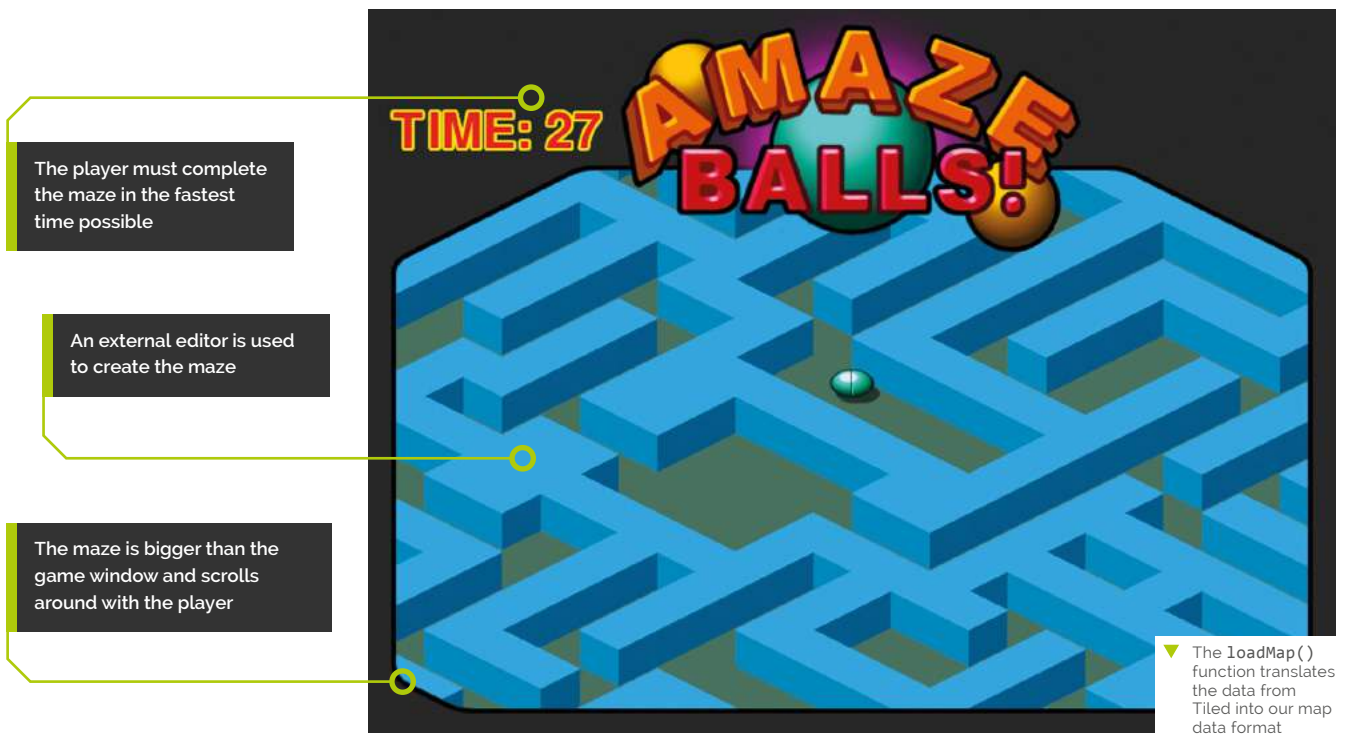 AMAZE
BALLS!
TIME: 27
The player must complete
the maze in the fastest
time possible
An external editor is used
to create the maze
The maze is bigger than the
game window and scrolls
around with the player
The loadMap()
function translates
the data from
Tiled into our map
data format